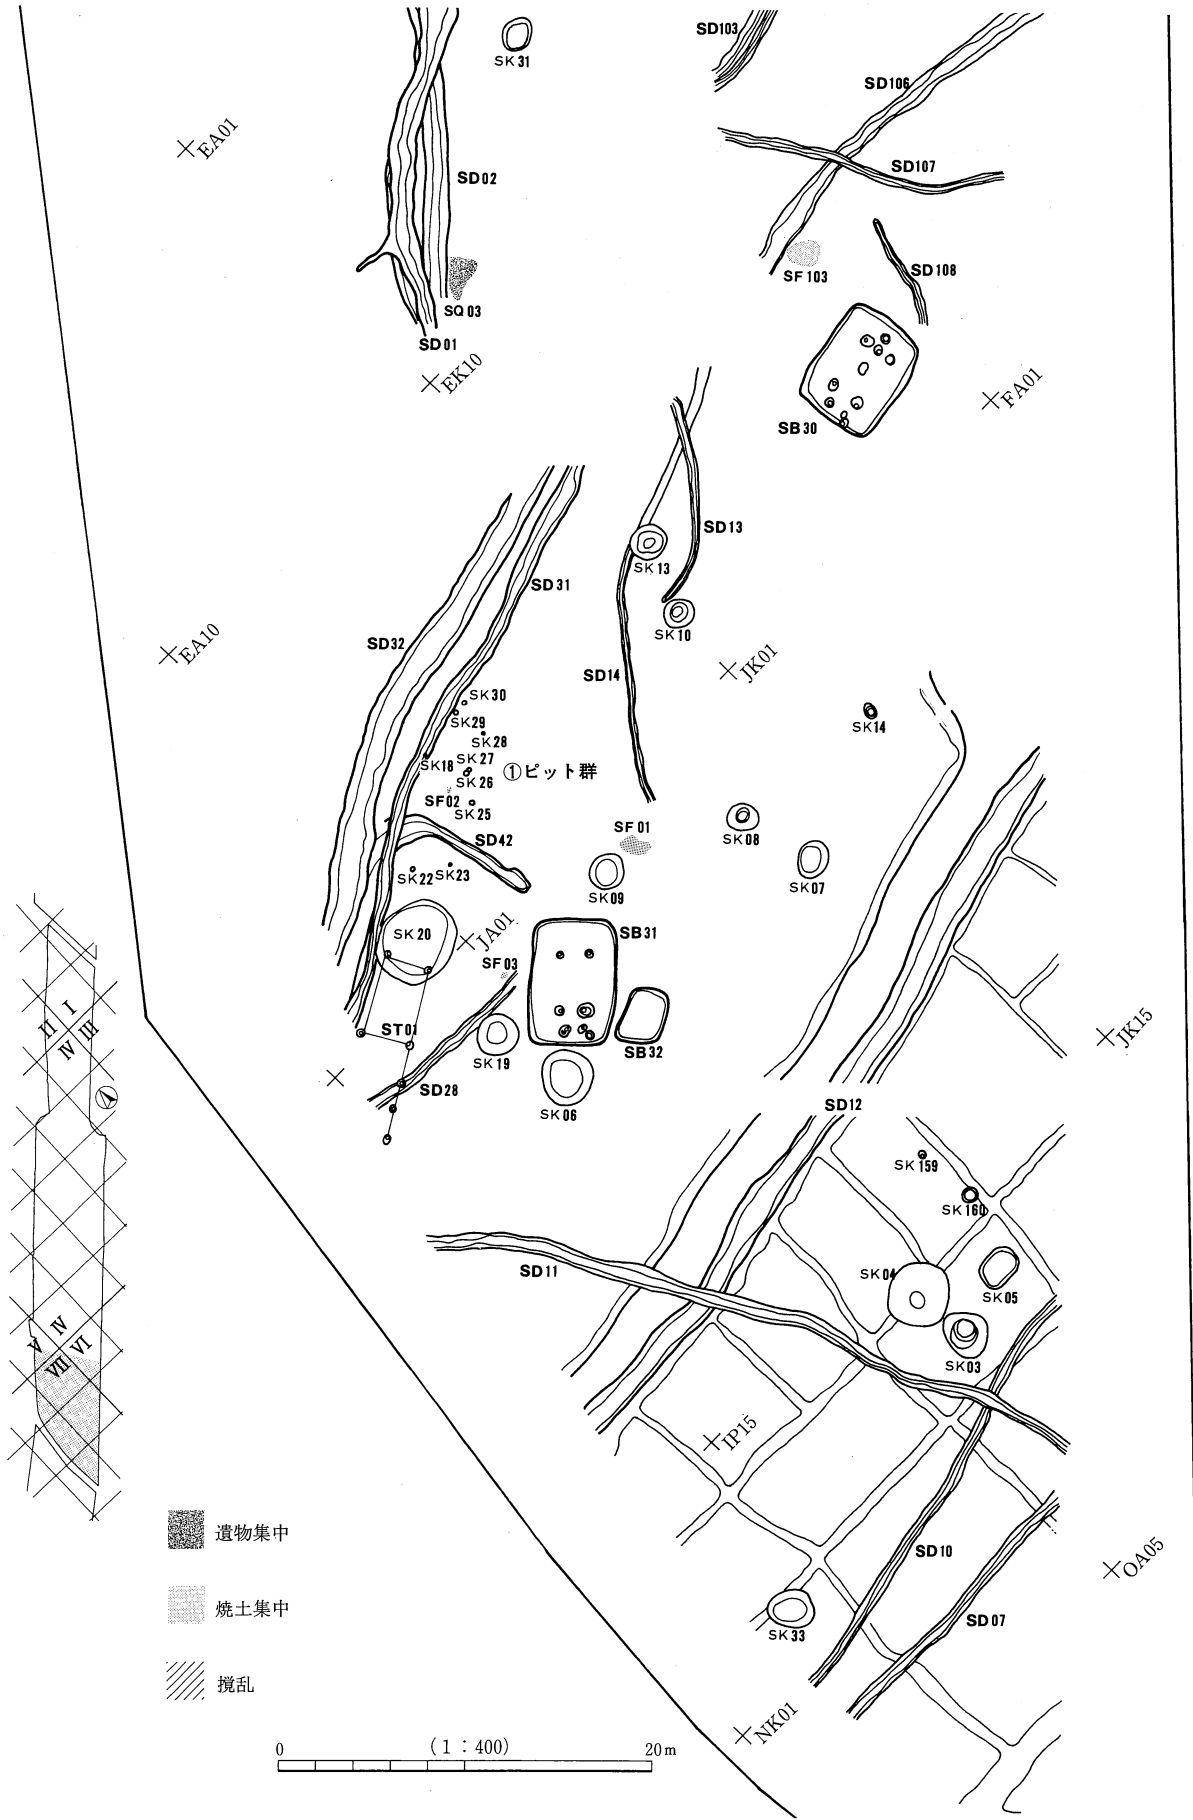 SK31
SD103
SD106
EA01
SD107
SD02
SF103
SD108
SQ03
SD01
EK10
FA01
SB30
SD13
SK13
SD31
SK10
EA10
SD32
JK01
SD14
SK30
SK29
SK14
SK28
SK27
SK18
①ピット群
SK26
SF02
SK25
SF01
SD42
SK08
SK22
SK23
SK07
SK09
SK20
JA01
SB31
SF03
ST01
JK15
SK19
SB32
SD28
SK06
SD12
SK159
SK160
SD11
SK04
SK05
SK03
I
II
III
IV
IV
V
VI
VII
IP15
遺物集中
SD10
OA05
焼土集中
SD07
SK33
攪乱
NK01
0 (1：400) 20m